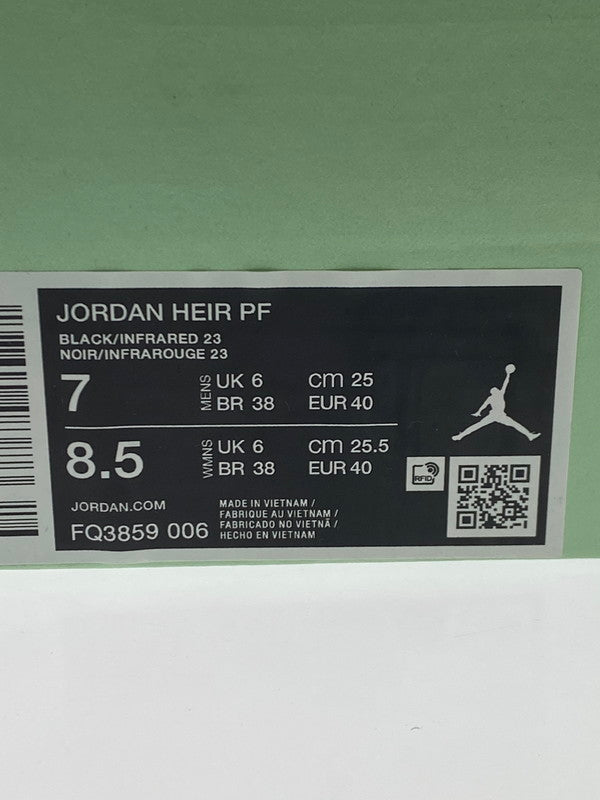 JORDAN HEIR PF
BLACK/INFRARED 23
NOIR/INFRAROUGE 23
7 MENS UK 6 cm 25
BR 38 EUR 40
8.5 WMNS UK 6 cm 25.5
BR 38 EUR 40
RFID
JORDAN.COM
FQ3859 006
MADE IN VIETNAM /
FABRIQUE AU VIETNAM /
FABRICADO NO VIETNÃ /
HECHO EN VIETNAM